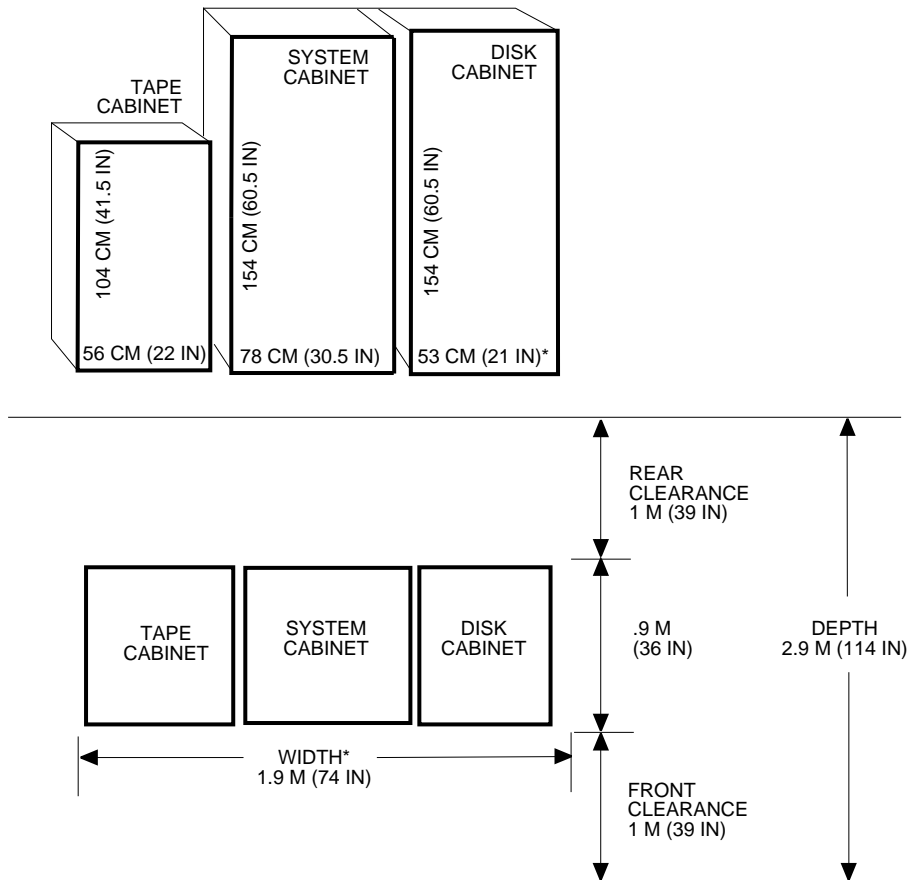 SYSTEM
CABINET
DISK
CABINET
TAPE
CABINET
104 CM (41.5 IN)
154 CM (60.5 IN)
154 CM (60.5 IN)
56 CM (22 IN)
78 CM (30.5 IN)
53 CM (21 IN)*
REAR
CLEARANCE
1 M (39 IN)
TAPE
CABINET
SYSTEM
CABINET
DISK
CABINET
.9 M
(36 IN)
DEPTH
2.9 M (114 IN)
WIDTH*
1.9 M (74 IN)
FRONT
CLEARANCE
1 M (39 IN)